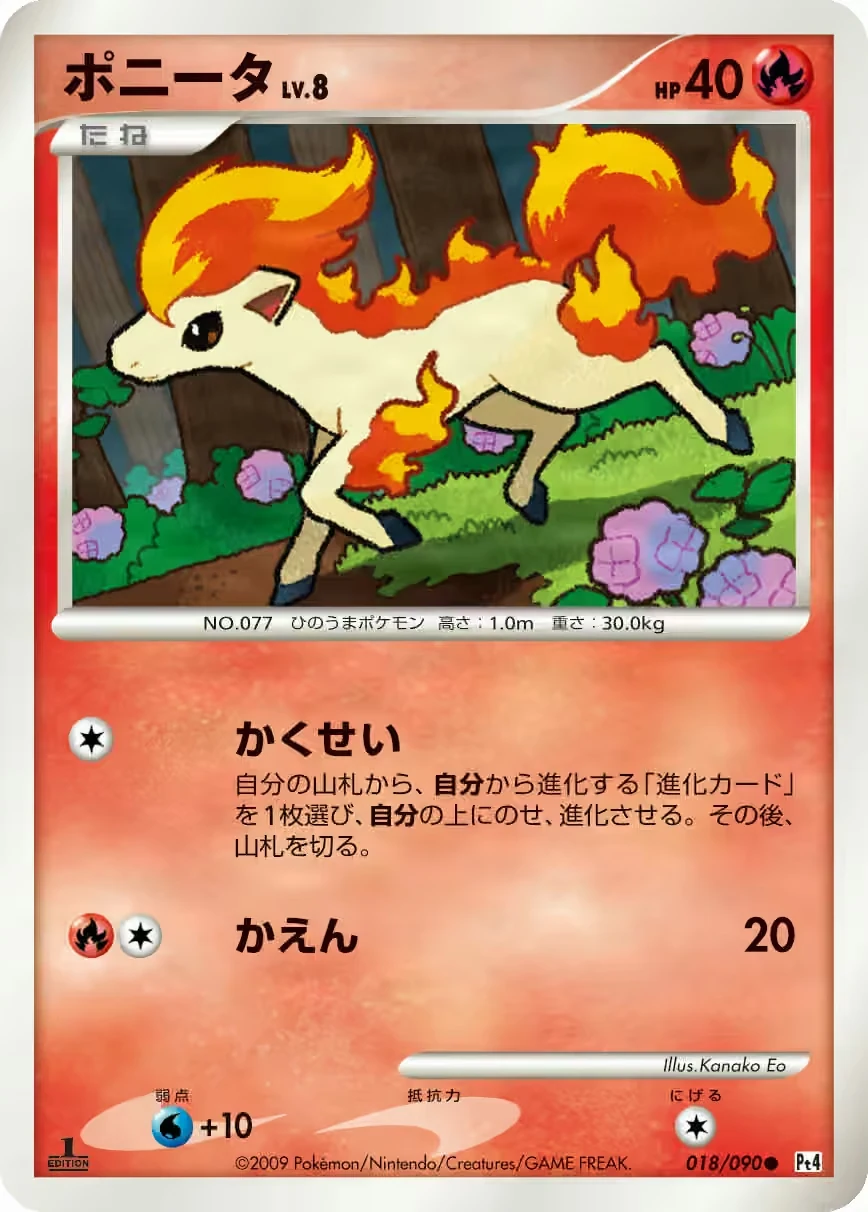 ポニータ LV.8 HP 40
たね
NO.077 ひのうまポケモン 高さ：1.0m 重さ：30.0kg
かくせい
自分の山札から、自分から進化する「進化カード」
を1枚選び、自分の上にのせ、進化させる。その後、
山札を切る。
かえん 20
Illus.Kanako Eo
弱点 抵抗力 にげる
+10
1 EDITION
©2009 Pokémon/Nintendo/Creatures/GAME FREAK. 018/090 Pt4